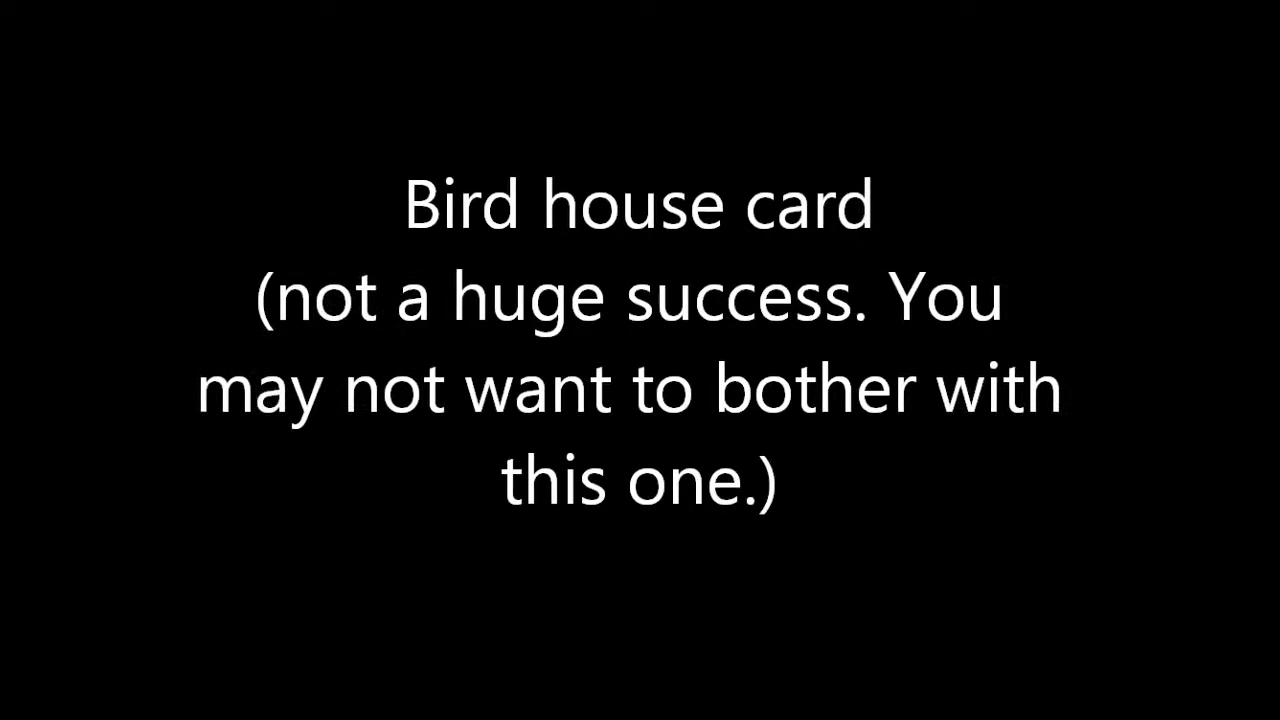 Bird house card
(not a huge success. You
may not want to bother with
this one.)